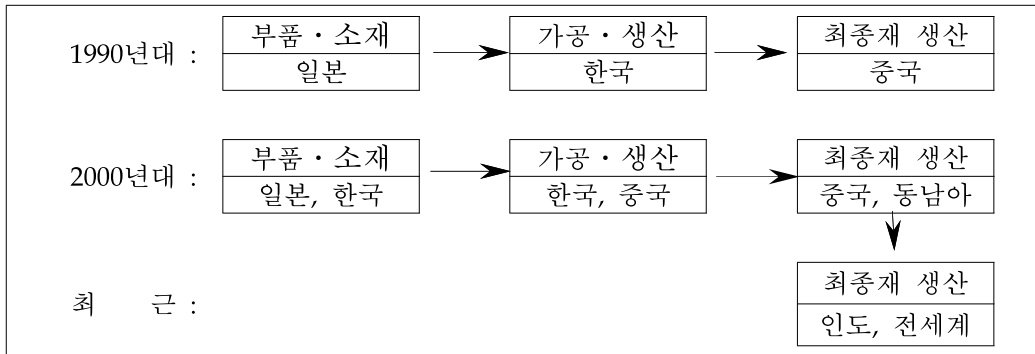 1990년대 : 부품·소재 가공·생산 최종재 생산
일본 한국 중국
2000년대 : 부품·소재 가공·생산 최종재 생산
일본, 한국 한국, 중국 중국, 동남아
최 근 : 최종재 생산
인도, 전세계